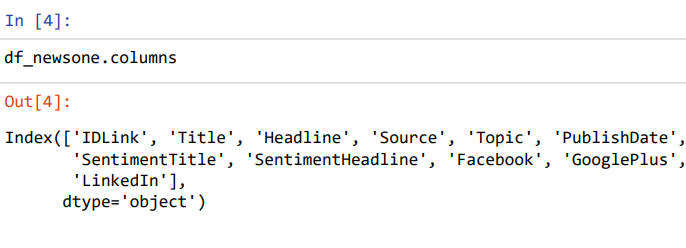 In [4]:
df_newsone.columns
Out[4]:
Index(['IDLink', 'Title', 'Headline', 'Source', 'Topic', 'PublishDate',
'SentimentTitle', 'SentimentHeadline', 'Facebook', 'GooglePlus',
'LinkedIn'],
dtype='object')